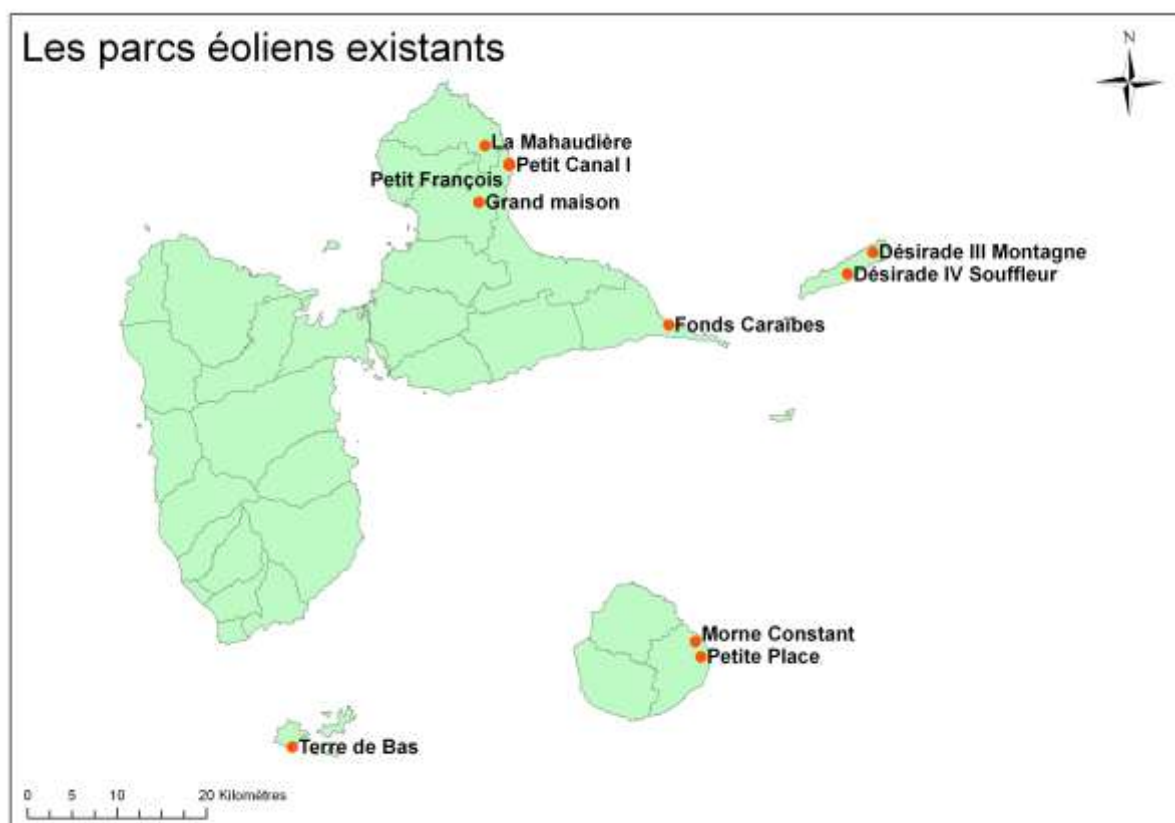 Les parcs éoliens existants
N
La Mahaudière
Petit Canal I
Petit François
Grand maison
Désirade III Montagne
Désirade IV Souffleur
Fonds Caraïbes
Morne Constant
Petite Place
Terre de Bas
0 5 10 20 Kilomètres